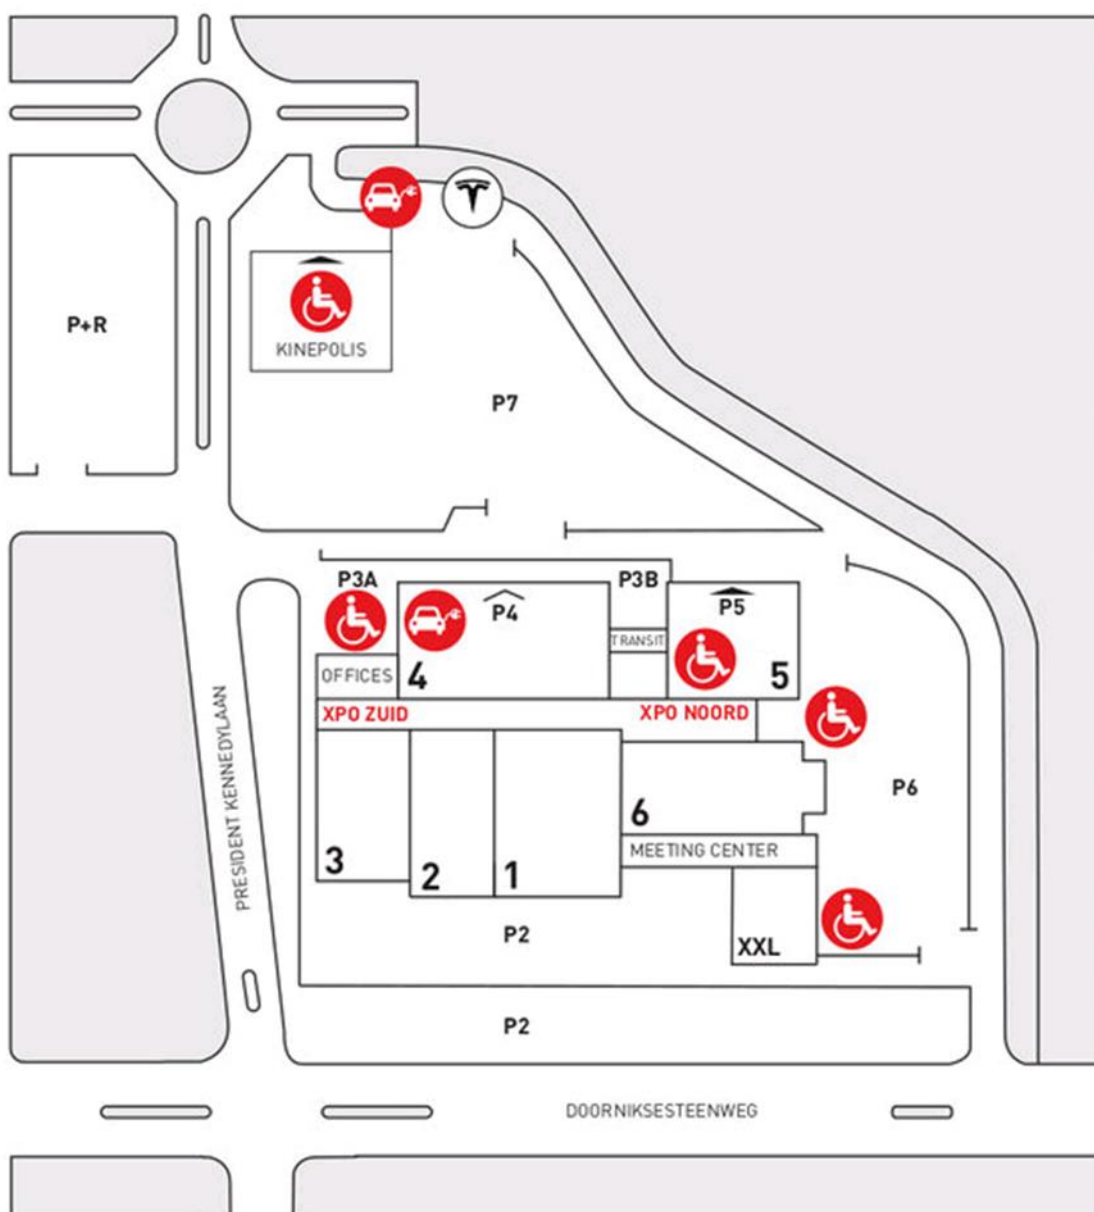 P+R
KINEPOLIS
P7
P3A
P4
P3B
P5
TRANSIT
OFFICES
4
5
XPO ZUID
XPO NOORD
PRESIDENT KENNEDYLAAN
P6
6
3
2
1
MEETING CENTER
P2
XXL
P2
DOORNIKSESTEENWEG